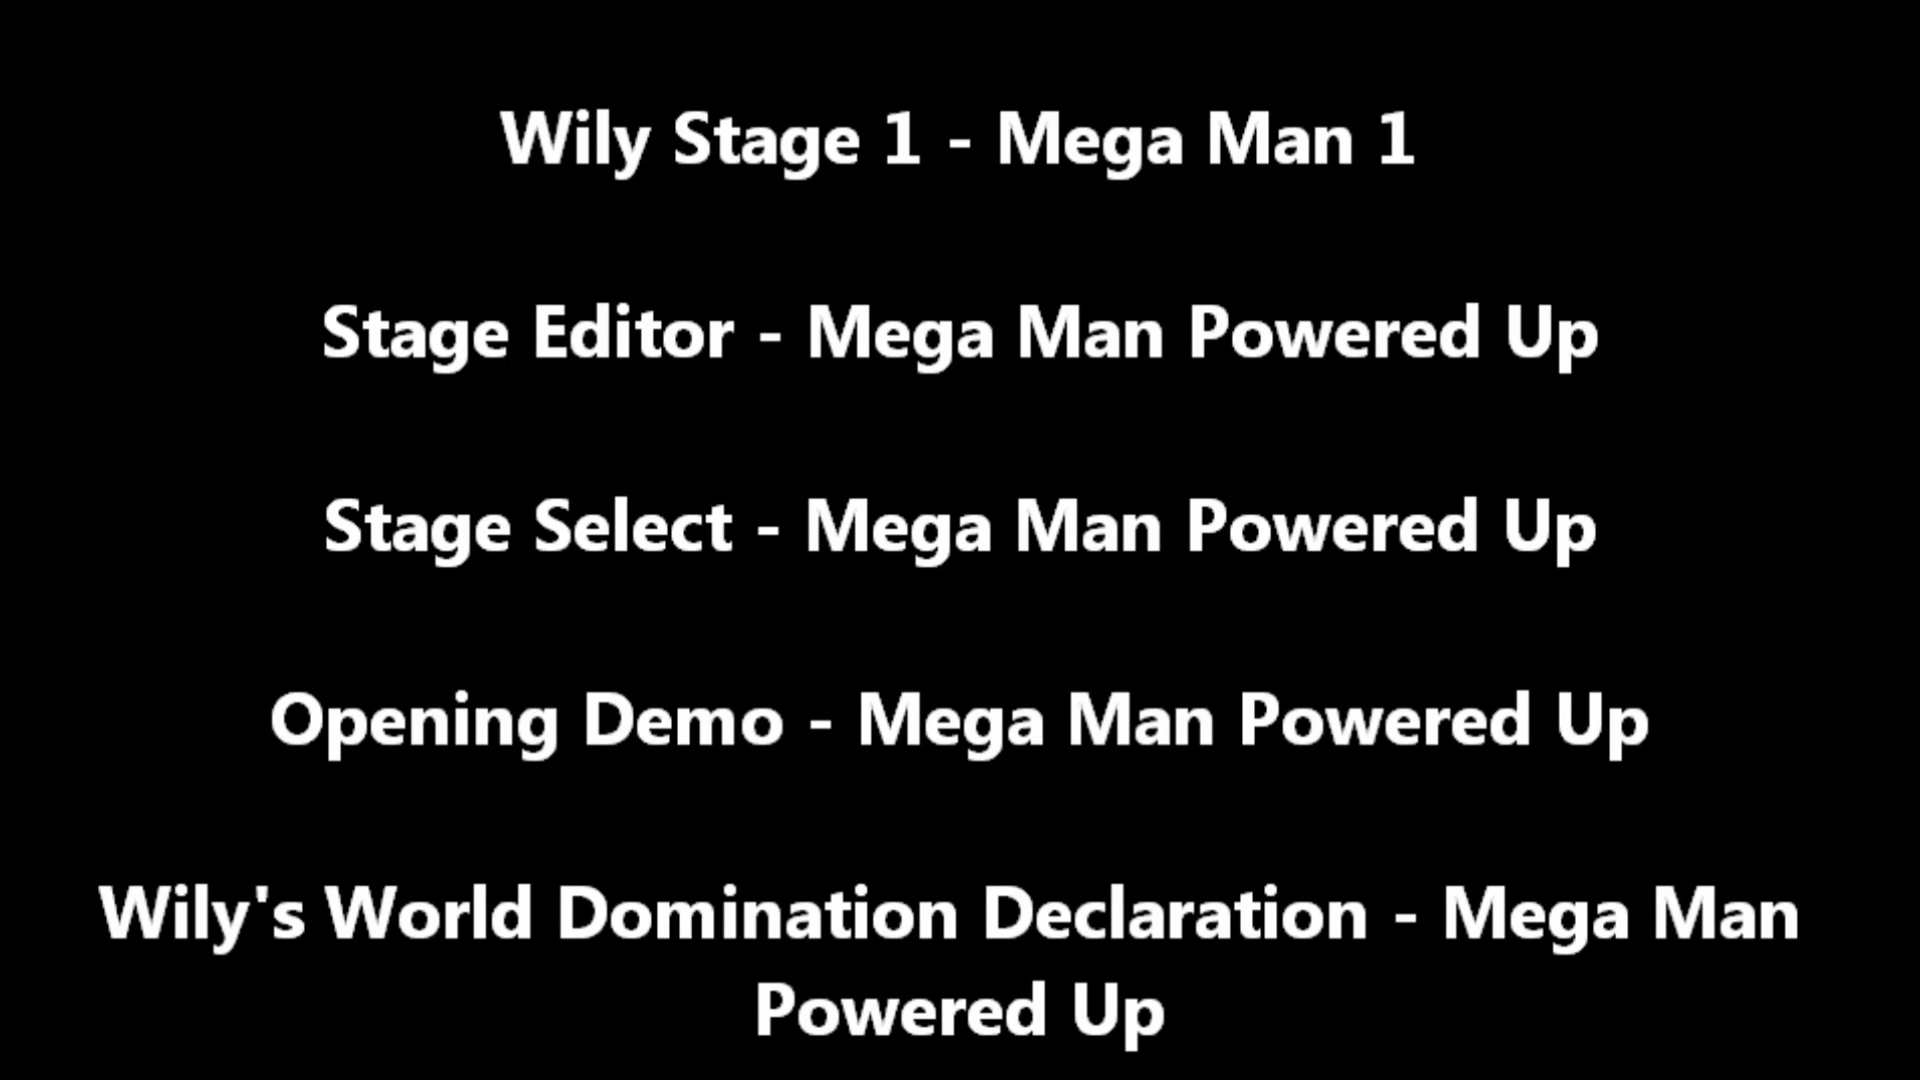 Wily Stage 1 - Mega Man 1
Stage Editor - Mega Man Powered Up
Stage Select - Mega Man Powered Up
Opening Demo - Mega Man Powered Up
Wily's World Domination Declaration - Mega Man
Powered Up